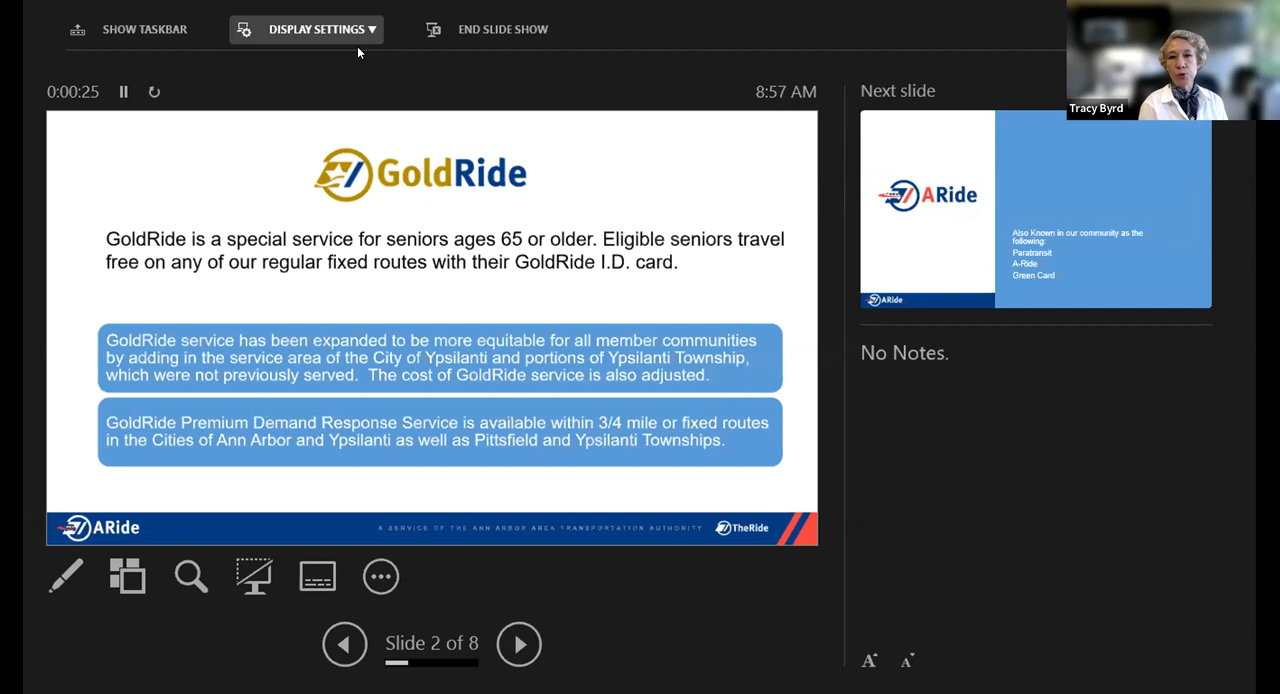 SHOW TASKBAR
DISPLAY SETTINGS ▼
END SLIDE SHOW
Tracy Byrd
0:00:25
8:57 AM
Next slide
GoldRide
GoldRide is a special service for seniors ages 65 or older. Eligible seniors travel
free on any of our regular fixed routes with their GoldRide I.D. card.
GoldRide service has been expanded to be more equitable for all member communities
by adding in the service area of the City of Ypsilanti and portions of Ypsilanti Township,
which were not previously served. The cost of GoldRide service is also adjusted.
GoldRide Premium Demand Response Service is available within 3/4 mile or fixed routes
in the Cities of Ann Arbor and Ypsilanti as well as Pittsfield and Ypsilanti Townships.
ARide
A SERVICE OF THE ANN ARBOR AREA TRANSPORTATION AUTHORITY
TheRide
ARide
Also Known in our community as the
following:
Paratransit
A-Ride
Green Card
ARide
No Notes.
Slide 2 of 8
A
A